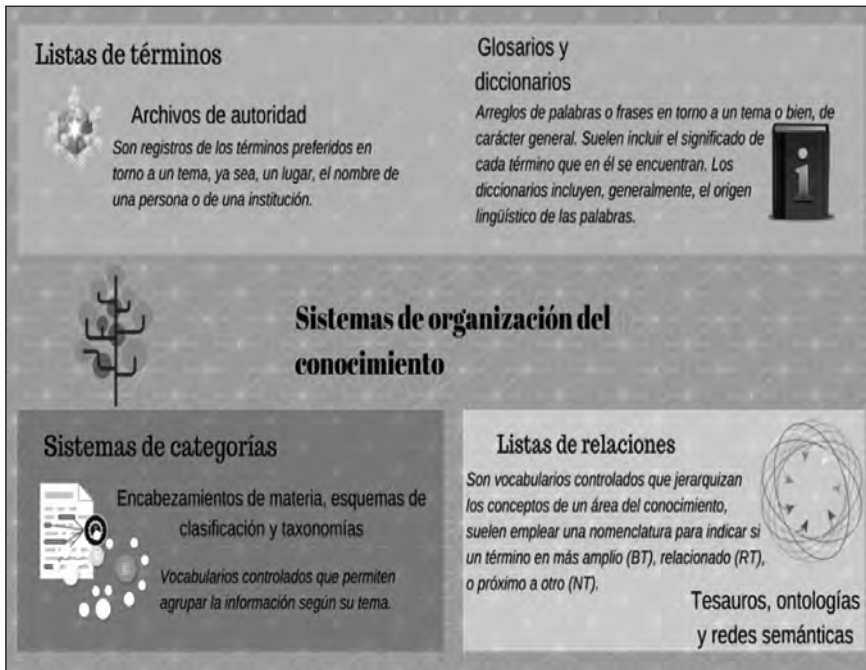 Listas de términos
Archivos de autoridad
Son registros de los términos preferidos en
torno a un tema, ya sea, un lugar, el nombre de
una persona o de una institución.
Glosarios y
diccionarios
Arreglos de palabras o frases en torno a un tema o bien, de
carácter general. Suelen incluir el significado de
cada término que en él se encuentran. Los
diccionarios incluyen, generalmente, el origen
lingüístico de las palabras.
i
Sistemas de organización del
conocimiento
Sistemas de categorías
Encabezamientos de materia, esquemas de
clasificación y taxonomías
Vocabularios controlados que permiten
agrupar la información según su tema.
Listas de relaciones
Son vocabularios controlados que jerarquizan
los conceptos de un área del conocimiento,
suelen emplear una nomenclatura para indicar si
un término en más amplio (BT), relacionado (RT),
o próximo a otro (NT).
Tesauros, ontologías
y redes semánticas